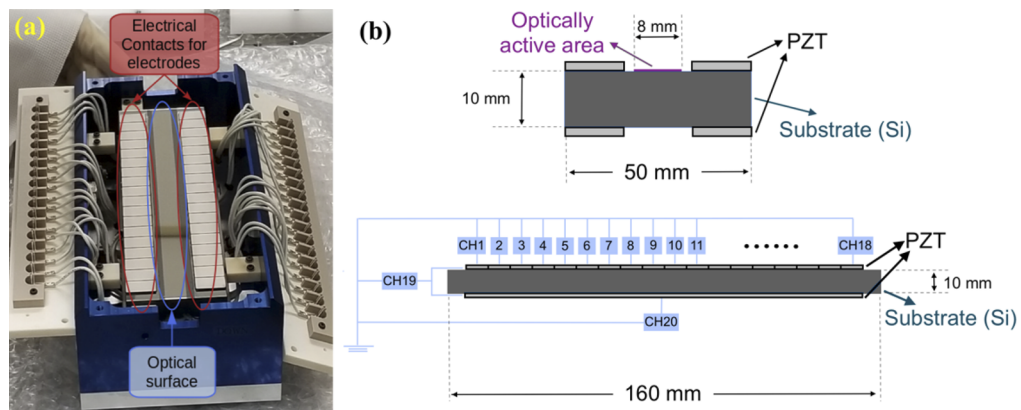 (a)
Electrical
Contacts for
electrodes
Optical
surface
(b)
Optically
active area
8 mm
PZT
10 mm
Substrate (Si)
50 mm
CH1 2 3 4 5 6 7 8 9 10 11 ...... CH18
PZT
CH19
10 mm
Substrate (Si)
CH20
160 mm